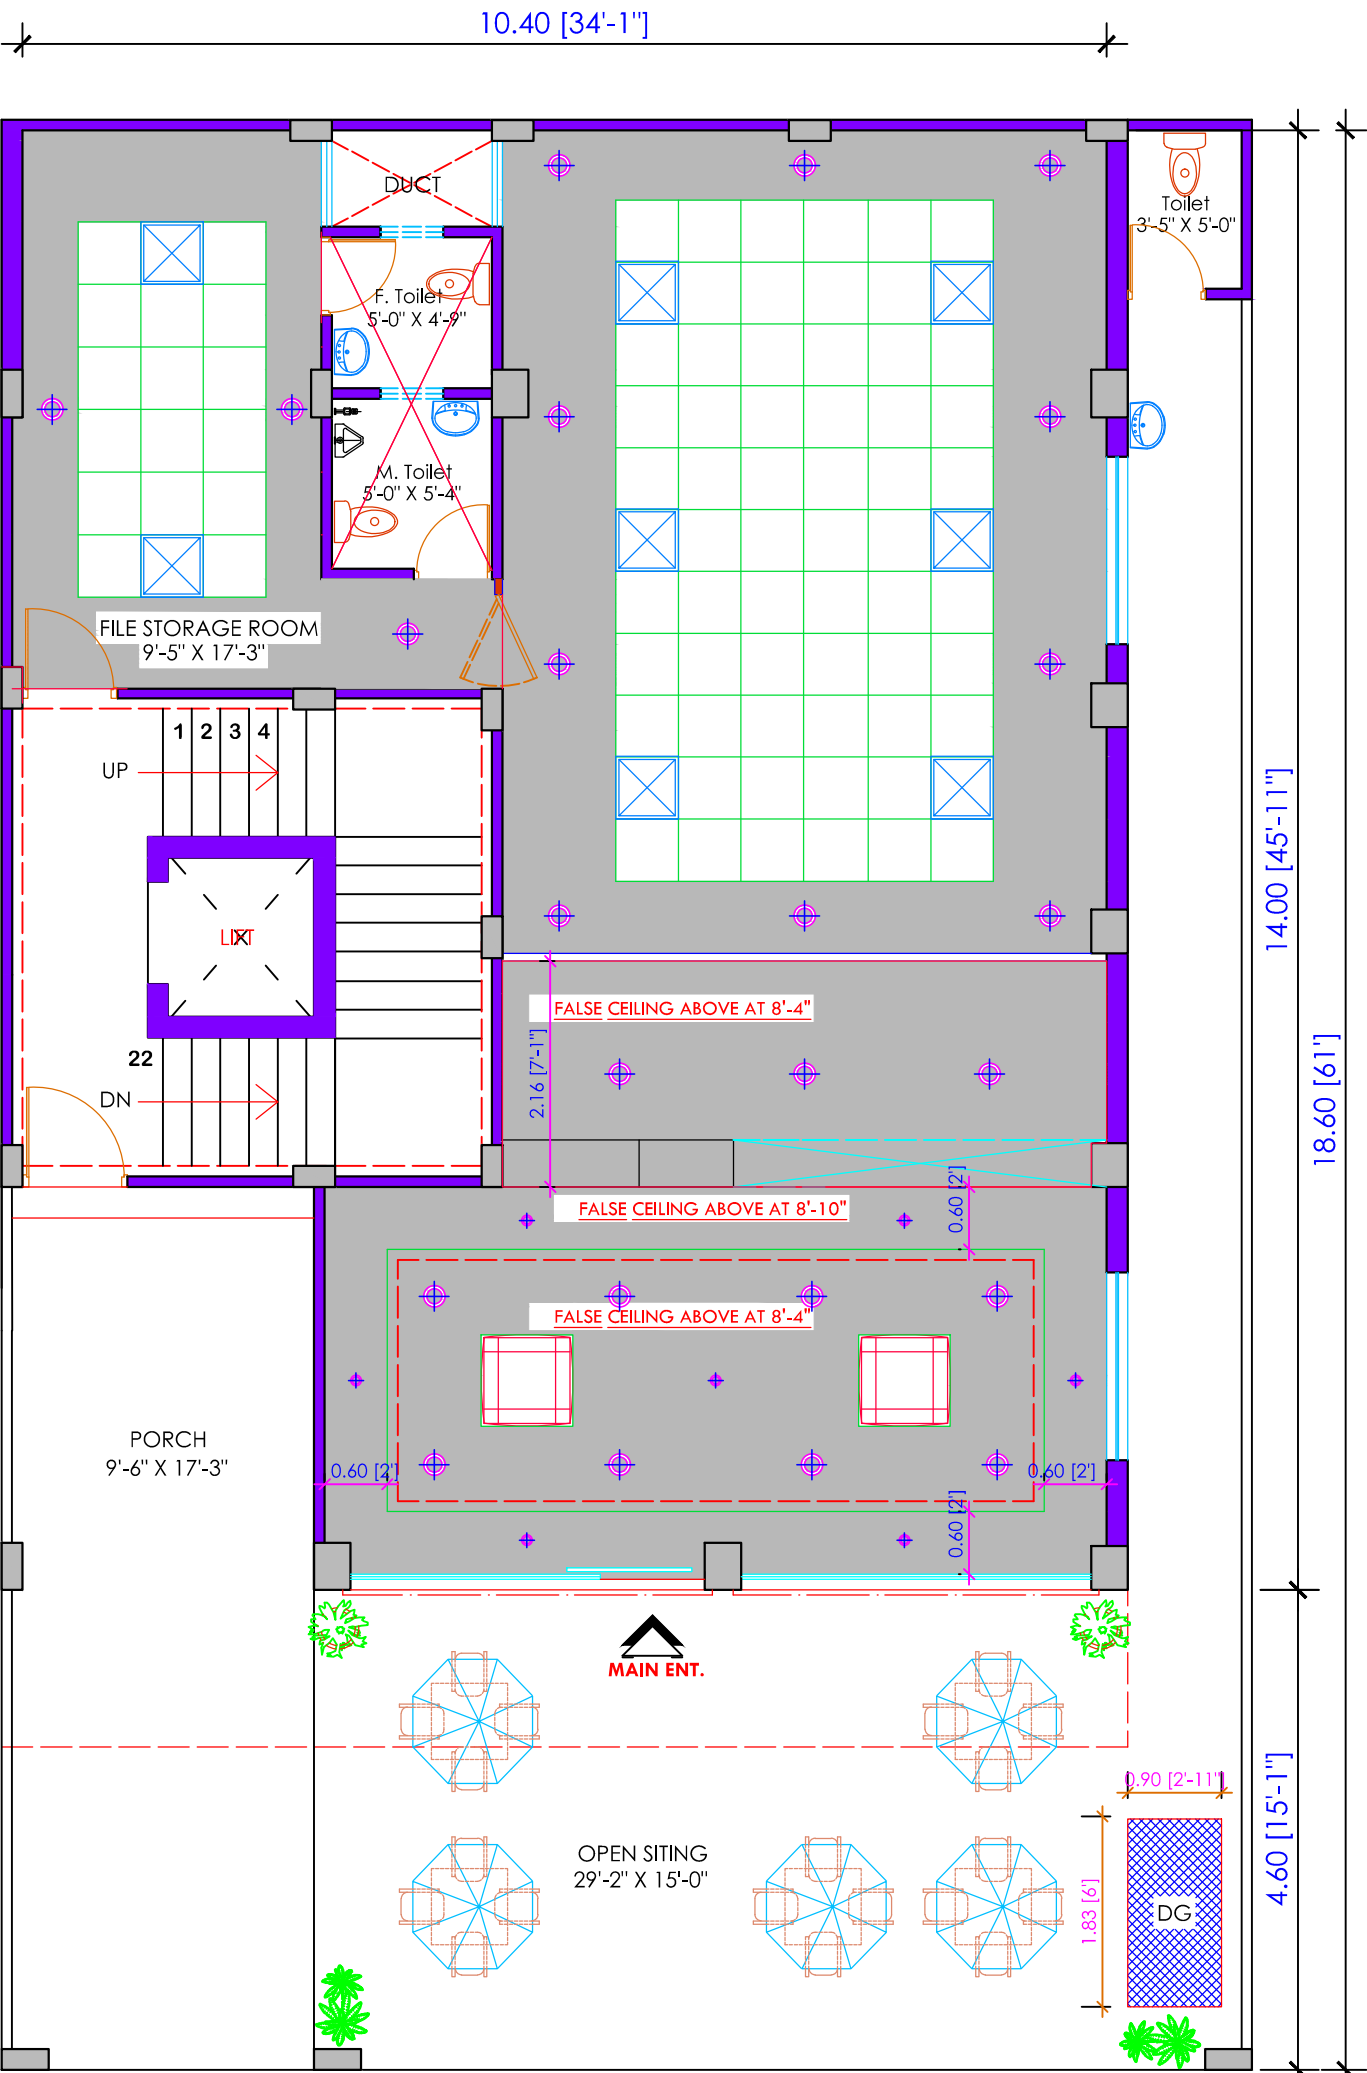 10.40 [34'-1"]
DUCT
Toilet
3'-5" X 5'-0"
F. Toilet
5'-0" X 4'-9"
M. Toilet
5'-0" X 5'-4"
FILE STORAGE ROOM
9'-5" X 17'-3"
1 2 3 4
UP
14.00 [45'-11"]
LIFT
FALSE CEILING ABOVE AT 8'-4"
2.16 [7'-1"]
18.60 [61']
22
DN
FALSE CEILING ABOVE AT 8'-10"
0.60 [2']
FALSE CEILING ABOVE AT 8'-4"
PORCH
9'-6" X 17'-3"
0.60 [2']
0.60 [2']
0.60 [2']
MAIN ENT.
0.90 [2'-11"]
4.60 [15'-1"]
OPEN SITING
29'-2" X 15'-0"
1.83 [6']
DG